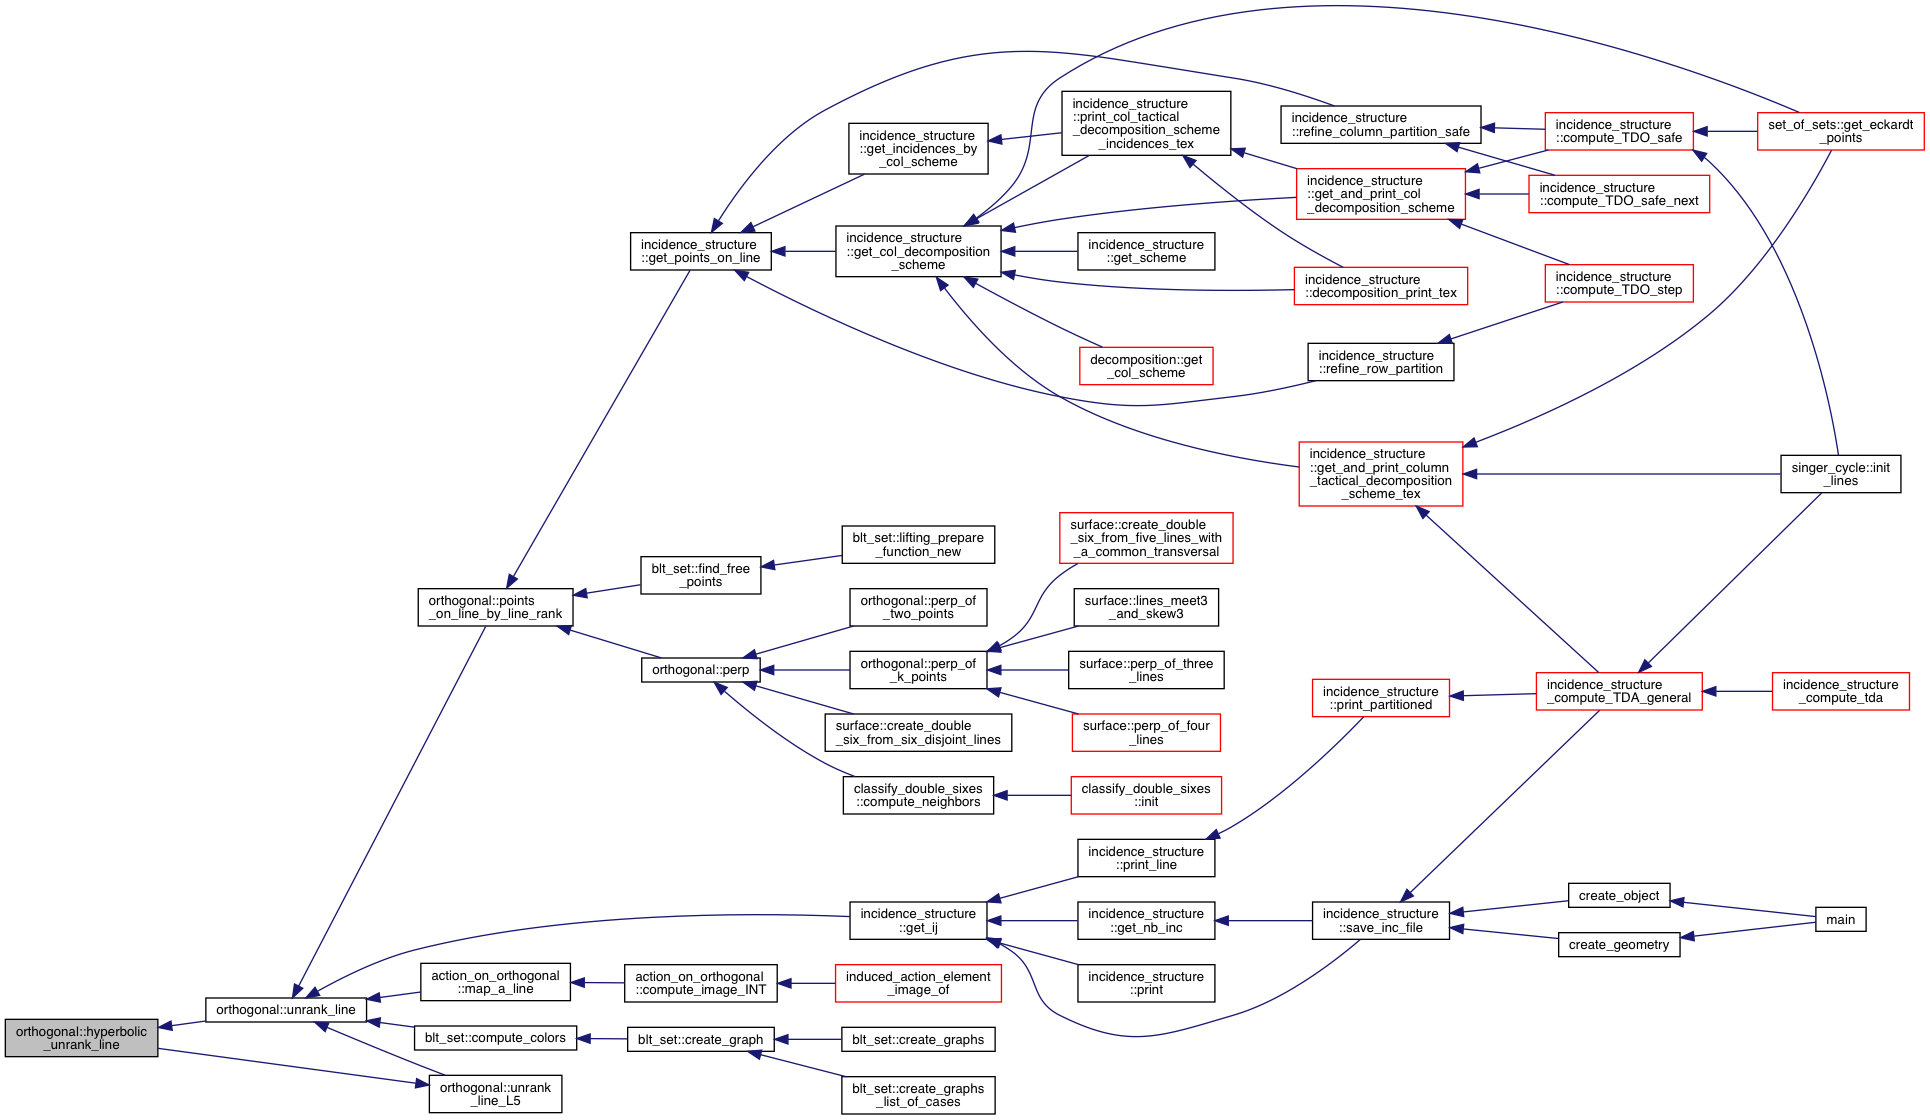 orthogonal::hyperbolic
_unrank_line
orthogonal::unrank_line
orthogonal::points
_on_line_by_line_rank
incidence_structure
::get_points_on_line
incidence_structure
::get_incidences_by
_col_scheme
incidence_structure
::print_col_tactical
_decomposition_scheme
_incidences_tex
incidence_structure
::get_and_print_col
_decomposition_scheme
incidence_structure
::compute_TDO_safe
set_of_sets::get_eckardt
_points
singer_cycle::init
_lines
incidence_structure
::compute_TDO_safe_next
incidence_structure
::compute_TDO_step
incidence_structure
::decomposition_print_tex
incidence_structure
::get_col_decomposition
_scheme
incidence_structure
::get_scheme
decomposition::get
_col_scheme
incidence_structure
::get_and_print_column
_tactical_decomposition
_scheme_tex
incidence_structure
::refine_column_partition_safe
incidence_structure
::refine_row_partition
blt_set::find_free
_points
blt_set::lifting_prepare
_function_new
orthogonal::perp
orthogonal::perp_of
_two_points
orthogonal::perp_of
_k_points
surface::create_double
_six_from_five_lines_with
_a_common_transversal
surface::lines_meet3
_and_skew3
surface::perp_of_three
_lines
surface::perp_of_four
_lines
surface::create_double
_six_from_six_disjoint_lines
classify_double_sixes
::compute_neighbors
classify_double_sixes
::init
incidence_structure
::get_ij
incidence_structure
::print_line
incidence_structure
::print_partitioned
incidence_structure
_compute_TDA_general
incidence_structure
_compute_tda
incidence_structure
::get_nb_inc
incidence_structure
::save_inc_file
create_object
main
create_geometry
incidence_structure
::print
action_on_orthogonal
::map_a_line
action_on_orthogonal
::compute_image_INT
induced_action_element
_image_of
blt_set::compute_colors
blt_set::create_graph
blt_set::create_graphs
blt_set::create_graphs
_list_of_cases
orthogonal::unrank
_line_L5